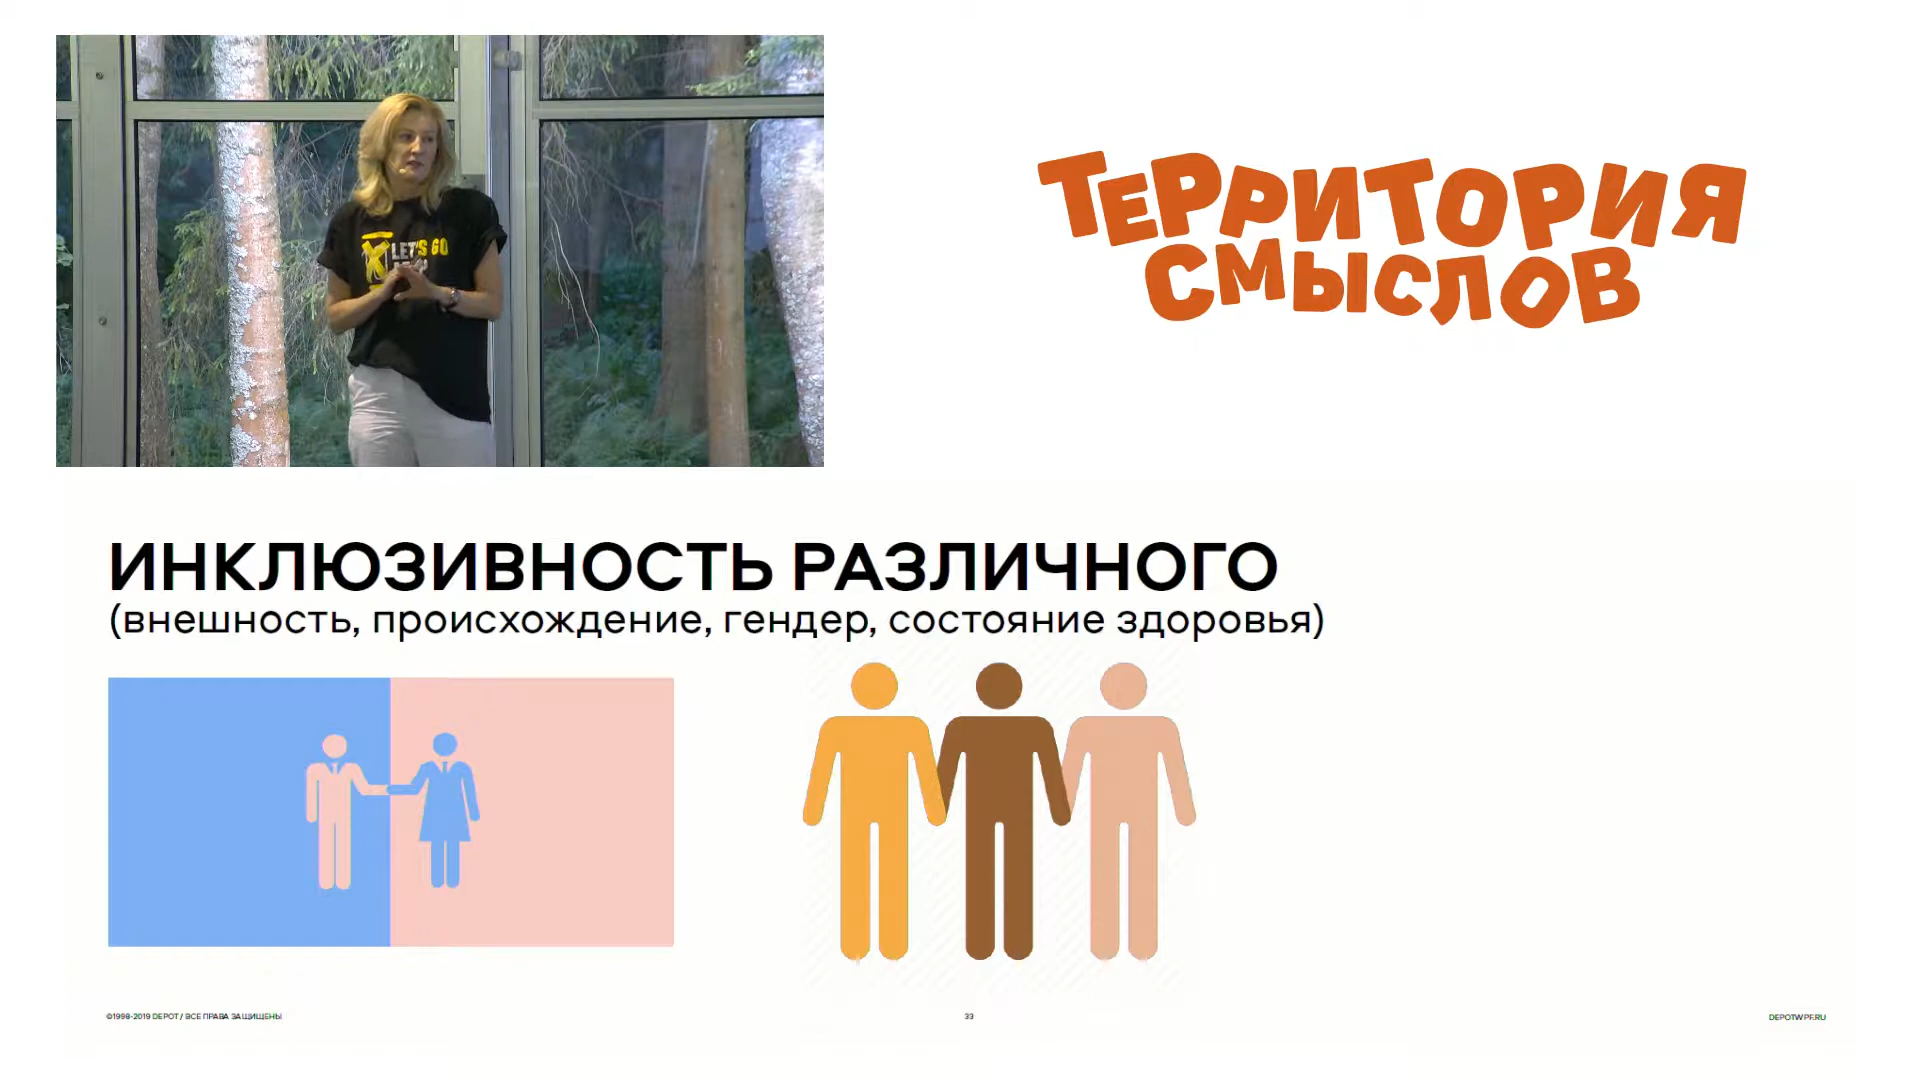 LET'S GO
ТЕРРИТОРИЯ
СМЫСЛОВ
ИНКЛЮЗИВНОСТЬ РАЗЛИЧНОГО
(внешность, происхождение, гендер, состояние здоровья)
©1998-2019 DEPOT / ВСЕ ПРАВА ЗАЩИЩЕНЫ
33
DEPOTWPF.RU